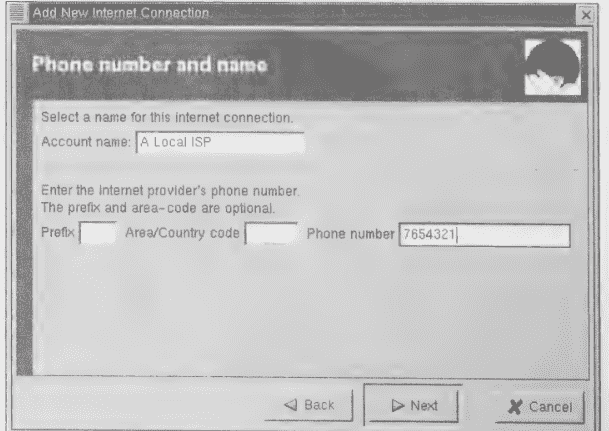 Add New Internet Connection
Phone number and name
Select a name for this internet connection.
Account name: A Local ISP
Enter the internet provider's phone number.
The prefix and area-code are optional.
Prefix Area/Country code Phone number 7654321
Back Next Cancel